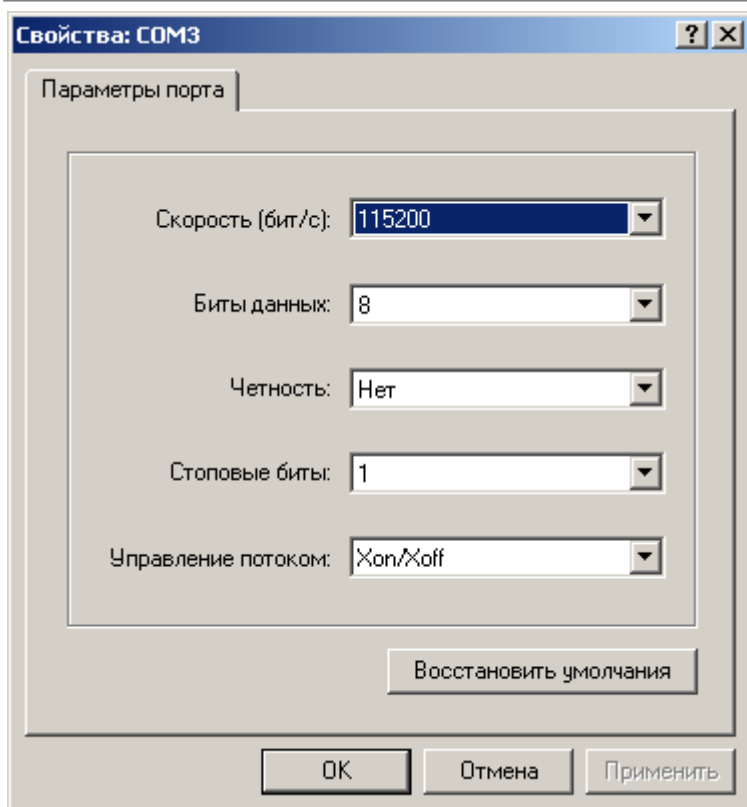 Свойства: COM3
Параметры порта
Скорость (бит/с): 115200
Биты данных: 8
Четность: Нет
Стоповые биты: 1
Управление потоком: Xon/Xoff
Восстановить умолчания
OK Отмена Применить